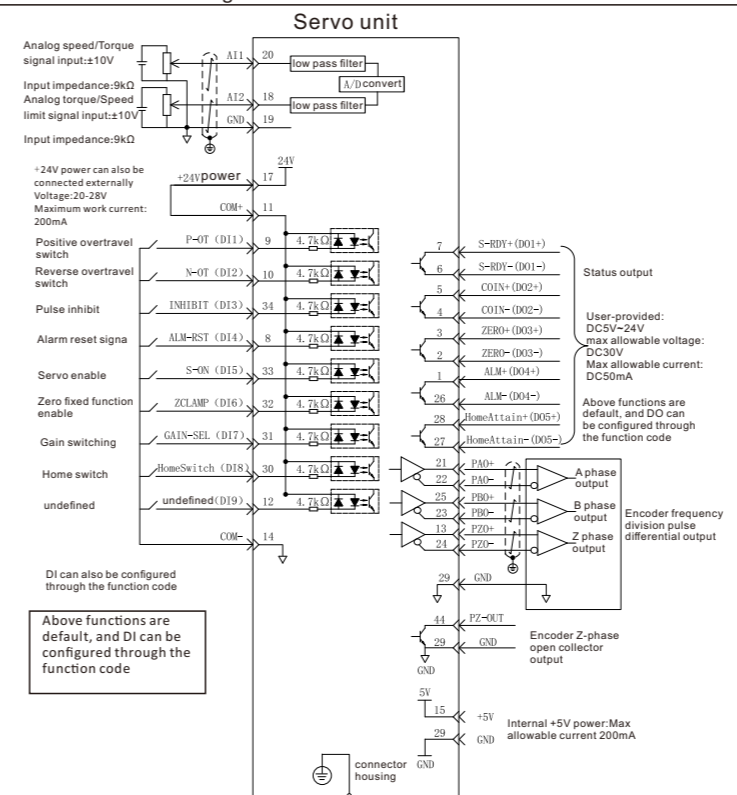 Servo unit
Analog speed/Torque
signal input:±10V
Input impedance:9kΩ
Analog torque/Speed
limit signal input:±10V
Input impedance:9kΩ
AI1
20
low pass filter
A/D convert
AI2
18
low pass filter
GND
19
+24V power can also be
connected externally
Voltage:20-28V
Maximum work current:
200mA
+24Vpower
17
24V
COM+
11
Positive overtravel
switch
P-OT (DI1)
9
4.7kΩ
Reverse overtravel
switch
N-OT (DI2)
10
4.7kΩ
Pulse inhibit
INHIBIT (DI3)
34
4.7kΩ
Alarm reset signa
ALM-RST (DI4)
8
4.7kΩ
Servo enable
S-ON (DI5)
33
4.7kΩ
Zero fixed function
enable
ZCLAMP (DI6)
32
4.7kΩ
Gain switching
GAIN-SEL (DI7)
31
4.7kΩ
Home switch
HomeSwitch (DI8)
30
4.7kΩ
undefined
undefined(DI9)
12
4.7kΩ
COM-
14
DI can also be configured
through the function code
Above functions are
default, and DI can be
configured through the
function code
7
S-RDY+(DO1+)
6
S-RDY-(DO1-)
5
COIN+(DO2+)
4
COIN-(DO2-)
3
ZERO+(DO3+)
2
ZERO-(DO3-)
1
ALM+(DO4+)
26
ALM-(DO4-)
28
HomeAttain+(DO5+)
27
HomeAttain-(DO5-)
Status output
User-provided:
DC5V~24V
max allowable voltage:
DC30V
Max allowable current:
DC50mA
Above functions are
default, and DO can
be configured through
the function code
21
PAO+
22
PAO-
25
PBO+
23
PBO-
13
PZO+
24
PZO-
A phase
output
B phase
output
Z phase
output
Encoder frequency
division pulse
differential output
29
GND
44
PZ-OUT
29
GND
GND
Encoder Z-phase
open collector
output
5V
15
+5V
29
GND
GND
Internal +5V power:Max
allowable current 200mA
connector
housing